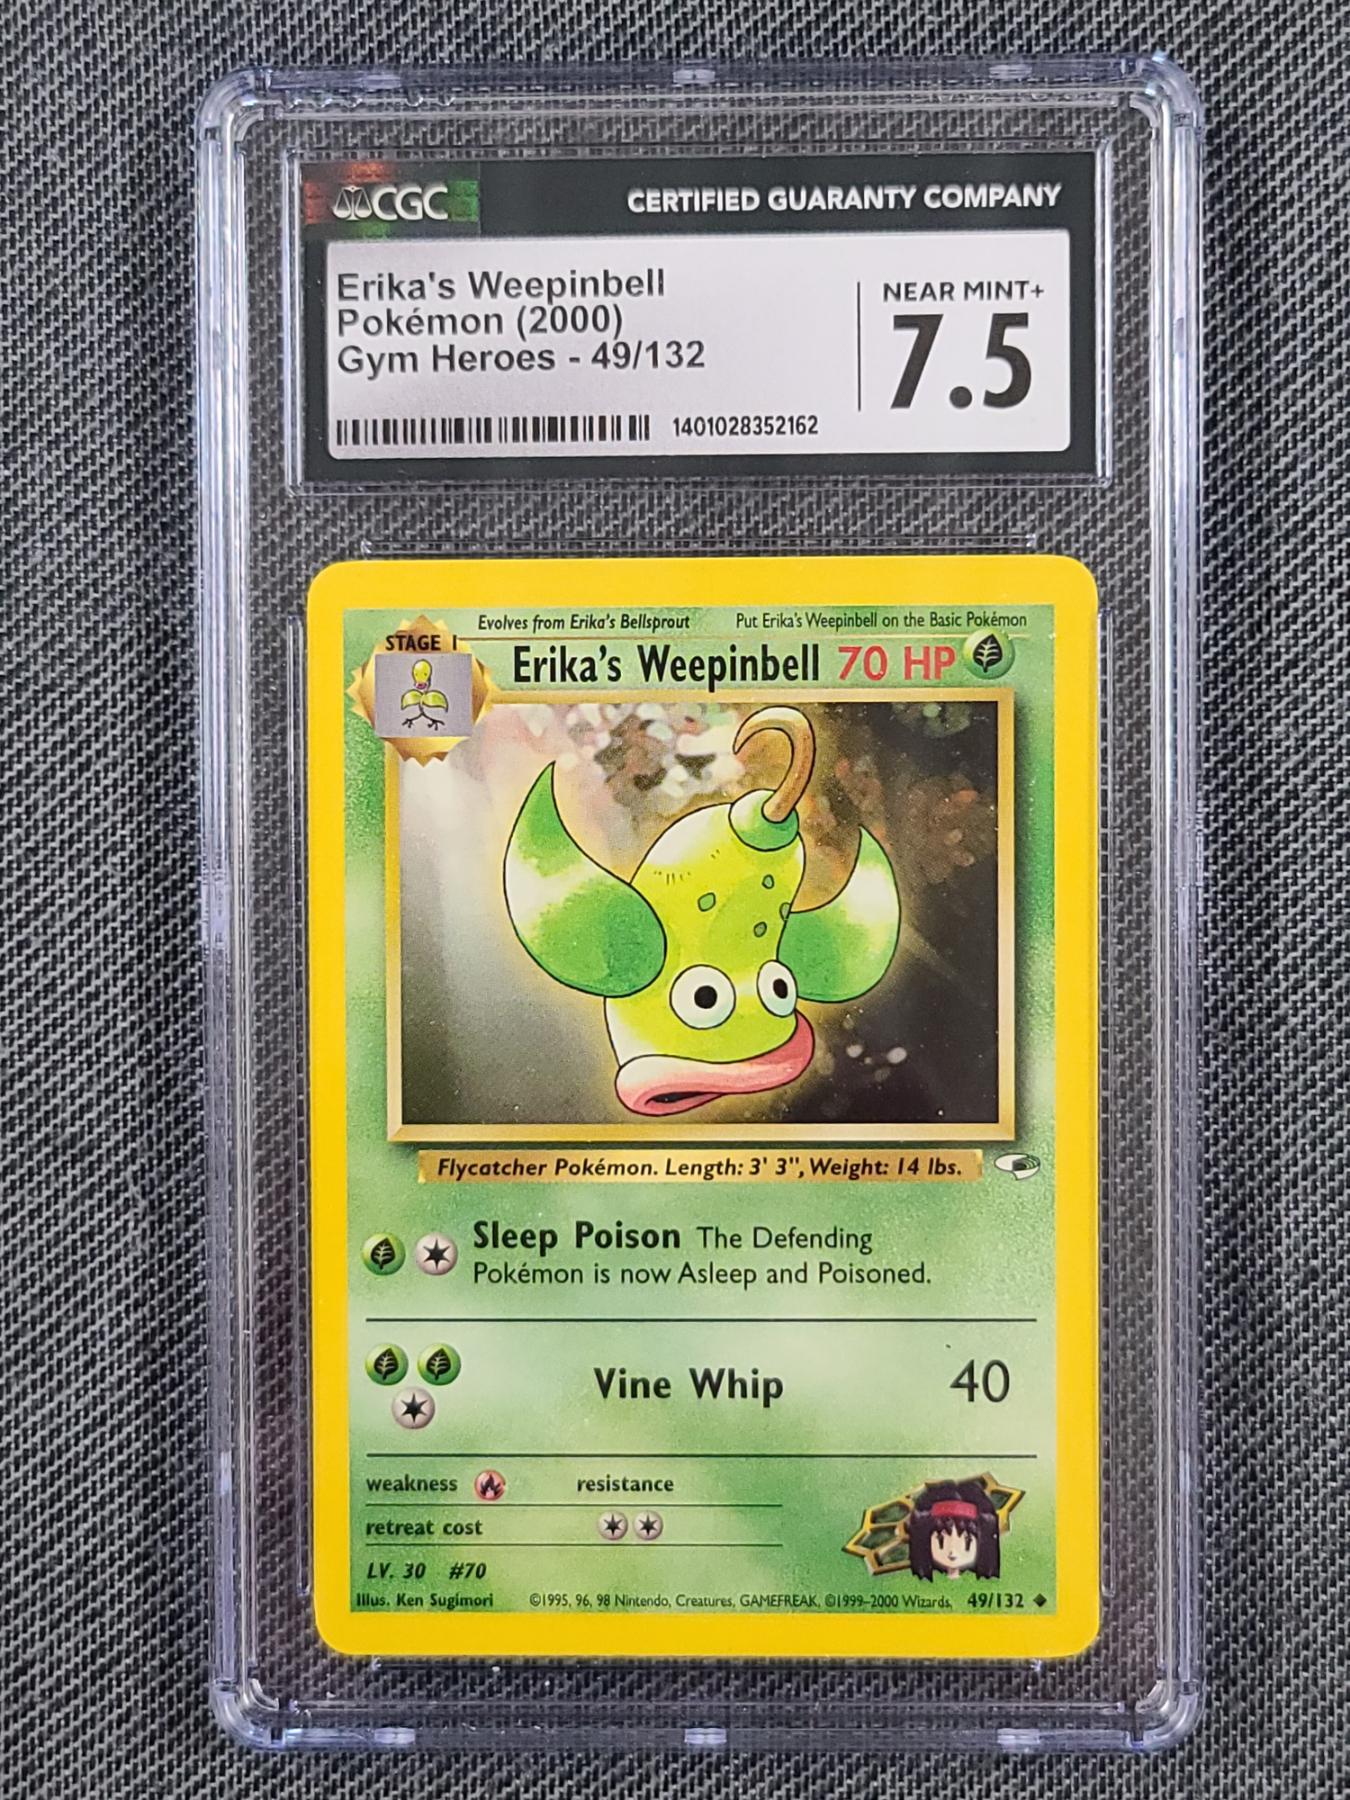 CGC
CERTIFIED GUARANTY COMPANY
Erika's Weepinbell
Pokémon (2000)
Gym Heroes - 49/132
NEAR MINT+
7.5
1401028352162
Evolves from Erika's Bellsprout
Put Erika's Weepinbell on the Basic Pokémon
STAGE 1
Erika's Weepinbell 70 HP
Flycatcher Pokémon. Length: 3' 3", Weight: 14 lbs.
Sleep Poison The Defending
Pokémon is now Asleep and Poisoned.
Vine Whip 40
weakness resistance
retreat cost
LV. 30 #70
Illus. Ken Sugimori ©1995, 96, 98 Nintendo, Creatures, GAMEFREAK, ©1999–2000 Wizards. 49/132